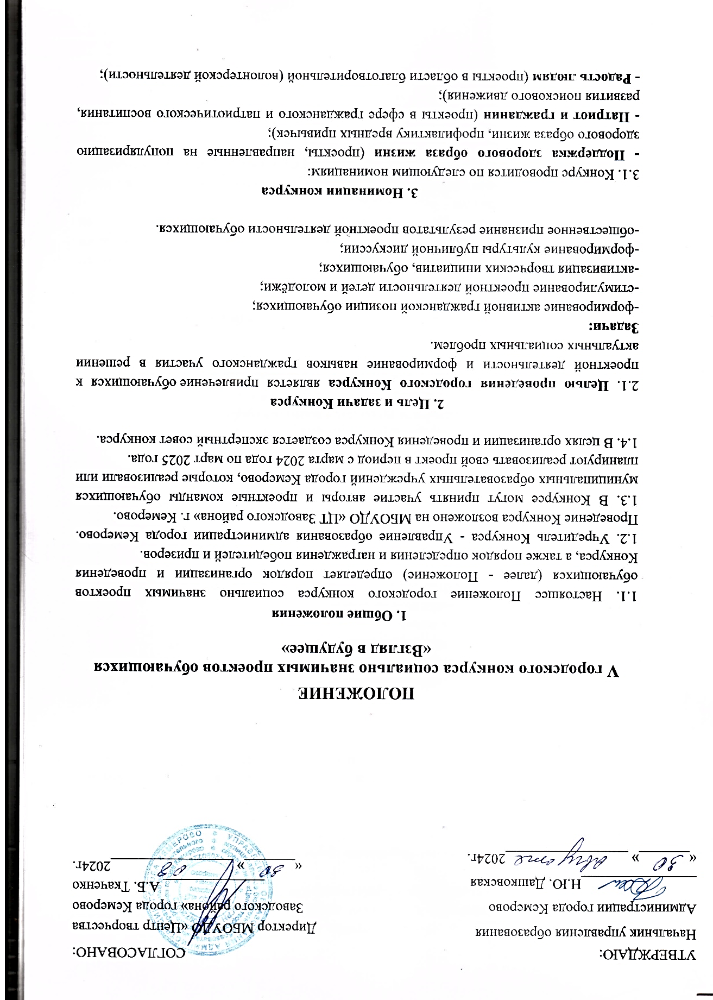 УТВЕРЖДАЮ:
Начальник управления образования
Администрации города Кемерово
Н.Ю. Дашковская
« 30 » августа 2024г.
СОГЛАСОВАНО:
Директор МБОУДО «Центр творчества
Заводского района» города Кемерово
А.Б. Ткаченко
« 30 » 08 2024г.
ПОЛОЖЕНИЕ
V городского конкурса социально значимых проектов обучающихся
«Взгляд в будущее»
1. Общие положения
1.1. Настоящее Положение городского конкурса социально значимых проектов
обучающихся (далее - Положение) определяет порядок организации и проведения
Конкурса, а также порядок определения и награждения победителей и призеров.
1.2. Учредитель Конкурса - Управление образования администрации города Кемерово.
Проведение Конкурса возложено на МБОУДО «ЦТ Заводского района» г. Кемерово.
1.3. В Конкурсе могут принять участие авторы и проектные команды обучающихся
муниципальных образовательных учреждений города Кемерово, которые реализовали или
планируют реализовать свой проект в период с марта 2024 года по март 2025 года.
1.4. В целях организации и проведения Конкурса создается экспертный совет конкурса.
2. Цель и задачи Конкурса
2.1. Целью проведения городского Конкурса является привлечение обучающихся к
проектной деятельности и формирование навыков гражданского участия в решении
актуальных социальных проблем.
Задачи:
-формирование активной гражданской позиции обучающихся;
-стимулирование проектной деятельности детей и молодёжи;
-активизация творческих инициатив, обучающихся;
-формирование культуры публичной дискуссии;
-общественное признание результатов проектной деятельности обучающихся.
3. Номинации конкурса
3.1. Конкурс проводится по следующим номинациям:
- Поддержка здорового образа жизни (проекты, направленные на популяризацию
здорового образа жизни, профилактику вредных привычек);
- Патриот и гражданин (проекты в сфере гражданского и патриотического воспитания,
развития поискового движения);
- Радость людям (проекты в области благотворительной (волонтерской деятельности);